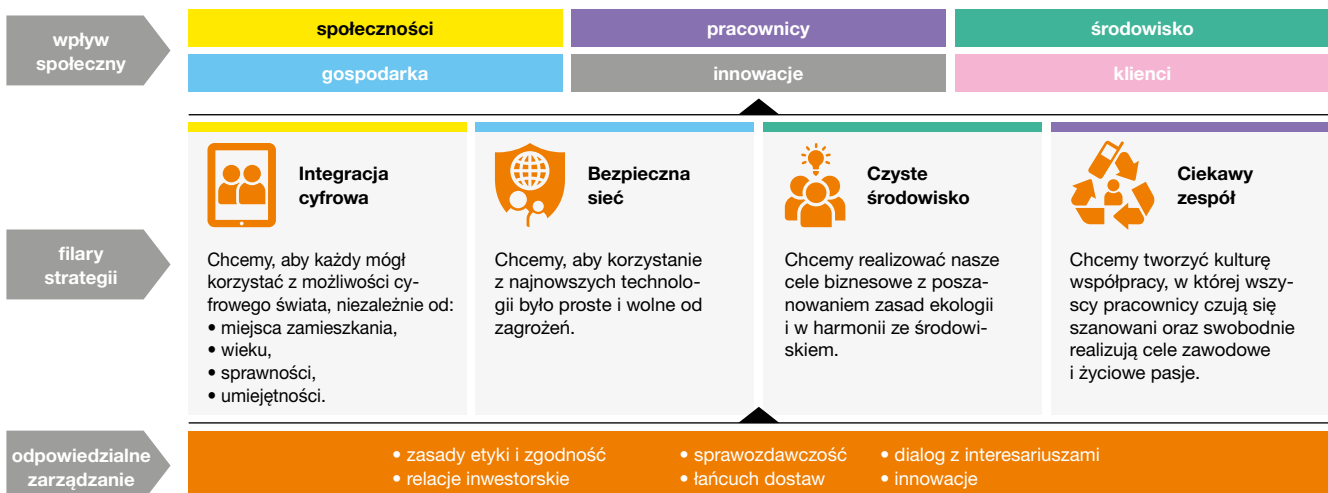 wpływ
społeczny
społeczności
pracownicy
środowisko
gospodarka
innowacje
klienci
filary
strategii
Integracja
cyfrowa
Chcemy, aby każdy mógł
korzystać z możliwości cy-
frowego świata, niezależnie od:
• miejsca zamieszkania,
• wieku,
• sprawności,
• umiejętności.
Bezpieczna
sieć
Chcemy, aby korzystanie
z najnowszych technolo-
gii było proste i wolne od
zagrożeń.
Czyste
środowisko
Chcemy realizować nasze
cele biznesowe z posza-
nowaniem zasad ekologii
i w harmonii ze środowi-
skiem.
Ciekawy
zespół
Chcemy tworzyć kulturę
współpracy, w której wszy-
scy pracownicy czują się
szanowani oraz swobodnie
realizują cele zawodowe
i życiowe pasje.
odpowiedzialne
zarządzanie
• zasady etyki i zgodność
• relacje inwestorskie
• sprawozdawczość
• łańcuch dostaw
• dialog z interesariuszami
• innowacje